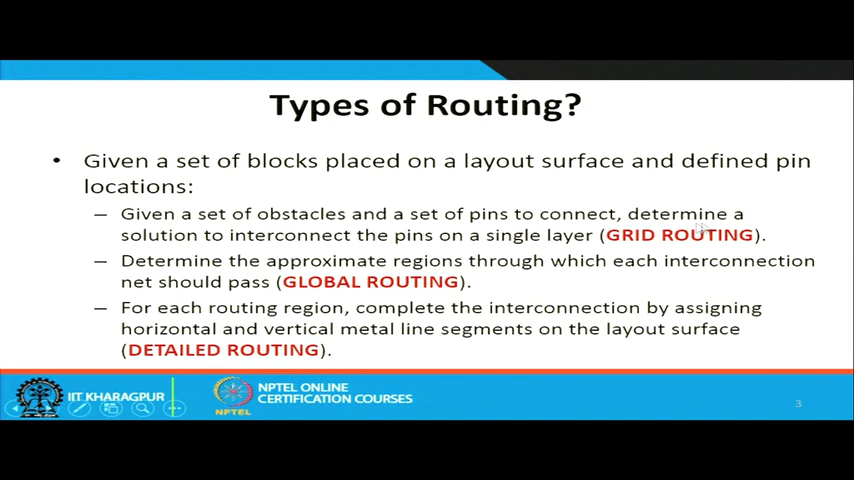 Types of Routing?
• Given a set of blocks placed on a layout surface and defined pin
locations:
– Given a set of obstacles and a set of pins to connect, determine a
solution to interconnect the pins on a single layer (GRID ROUTING).
– Determine the approximate regions through which each interconnection
net should pass (GLOBAL ROUTING).
– For each routing region, complete the interconnection by assigning
horizontal and vertical metal line segments on the layout surface
(DETAILED ROUTING).
IIT KHARAGPUR
NPTEL
NPTEL ONLINE
CERTIFICATION COURSES
3